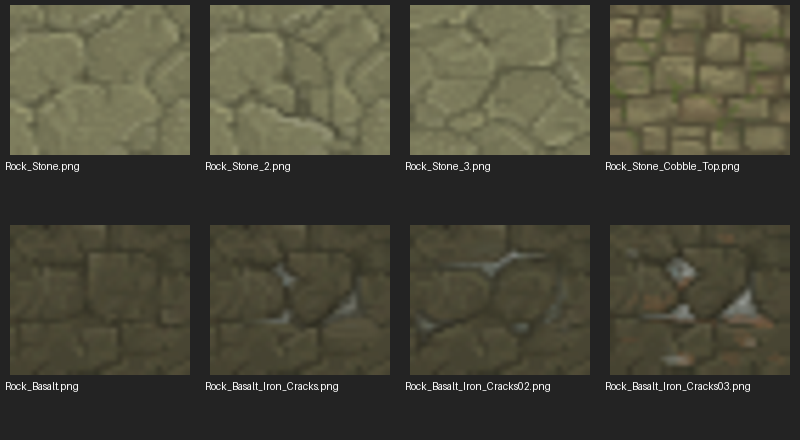 Rock_Stone.png
Rock_Stone_2.png
Rock_Stone_3.png
Rock_Stone_Cobble_Top.png
Rock_Basalt.png
Rock_Basalt_Iron_Cracks.png
Rock_Basalt_Iron_Cracks02.png
Rock_Basalt_Iron_Cracks03.png